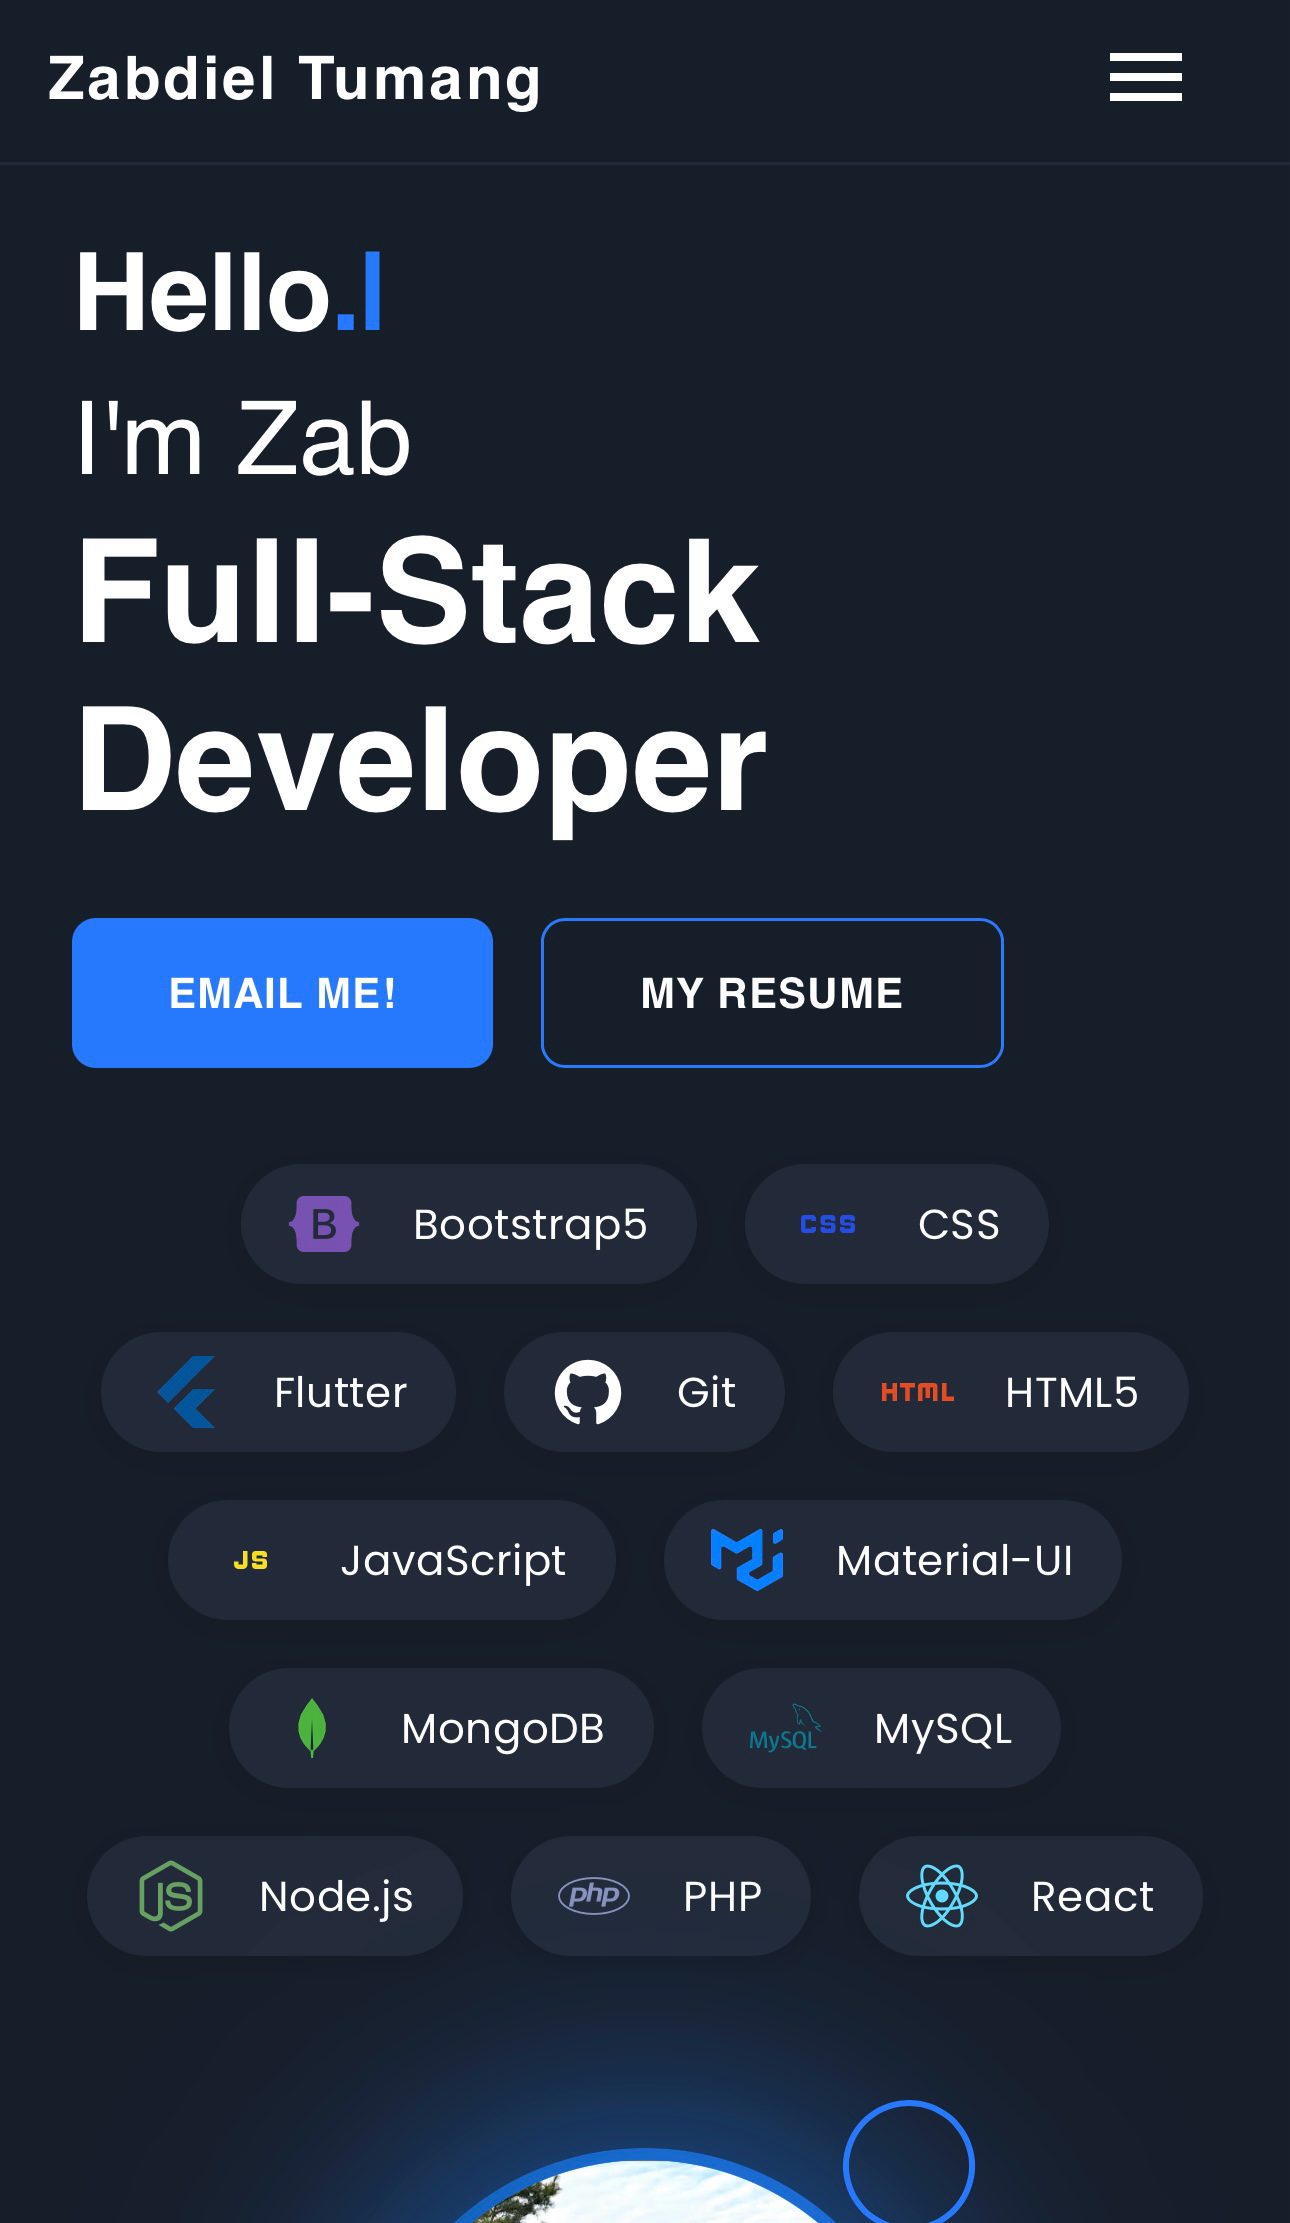 Zabdiel Tumang
Hello.
I'm Zab
Full-Stack
Developer
EMAIL ME! MY RESUME
B Bootstrap5 CSS CSS
Flutter Git HTML HTML5
JS JavaScript Material-UI
MongoDB MySQL MySQL
JS Node.js php PHP React